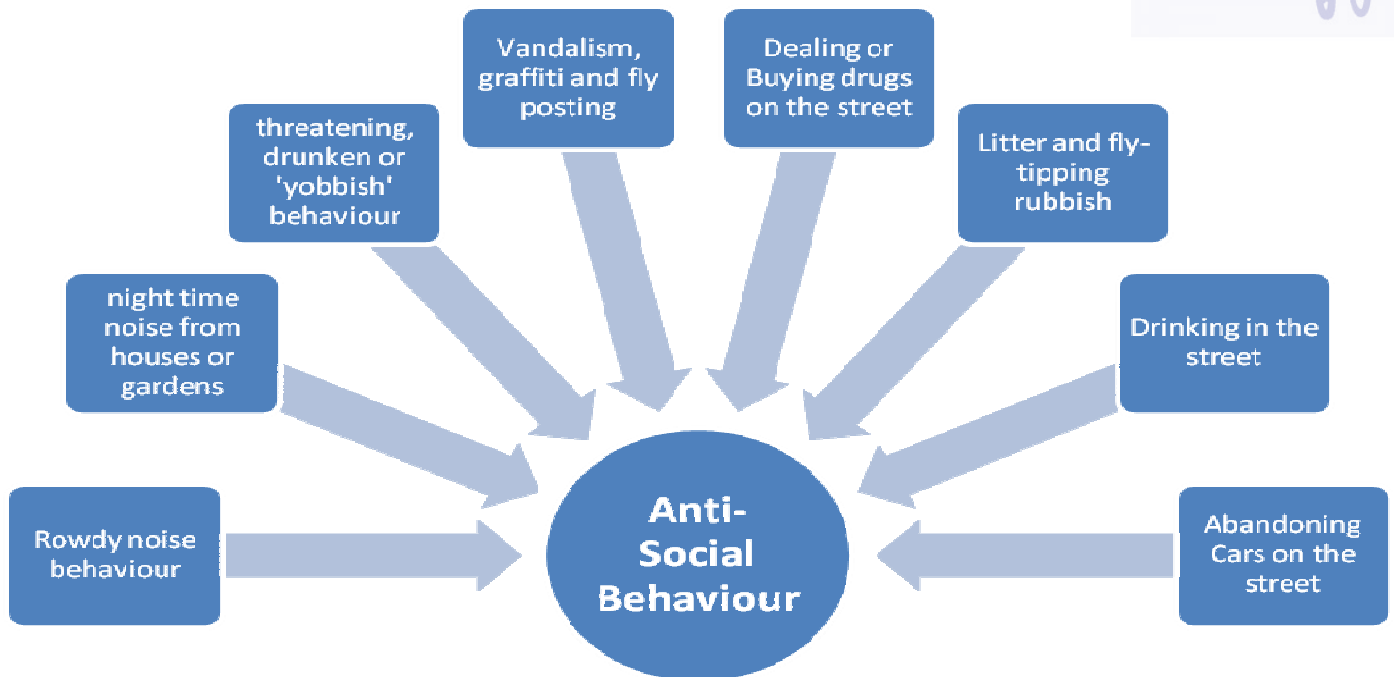 Rowdy noise
behaviour
night time
noise from
houses or
gardens
threatening,
drunken or
'yobbish'
behaviour
Vandalism,
graffiti and fly
posting
Dealing or
Buying drugs
on the street
Litter and fly-
tipping
rubbish
Drinking in the
street
Abandoning
Cars on the
street
Anti-
Social
Behaviour